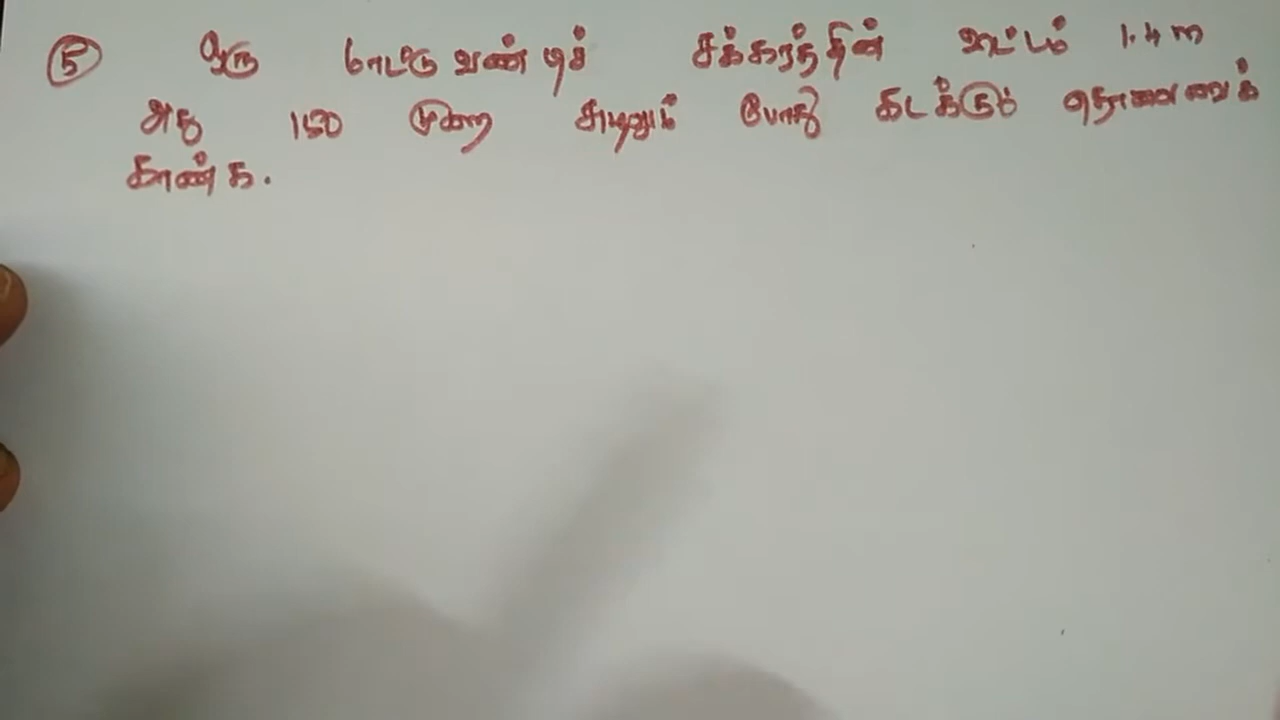 ⑤ ஒரு மாட்டு வண்டிச் சக்கரத்தின் விட்டம் 1.4 m
அது 150 முறை சுழலும் போது கடக்கும் தொலைவைக்
காண்க.